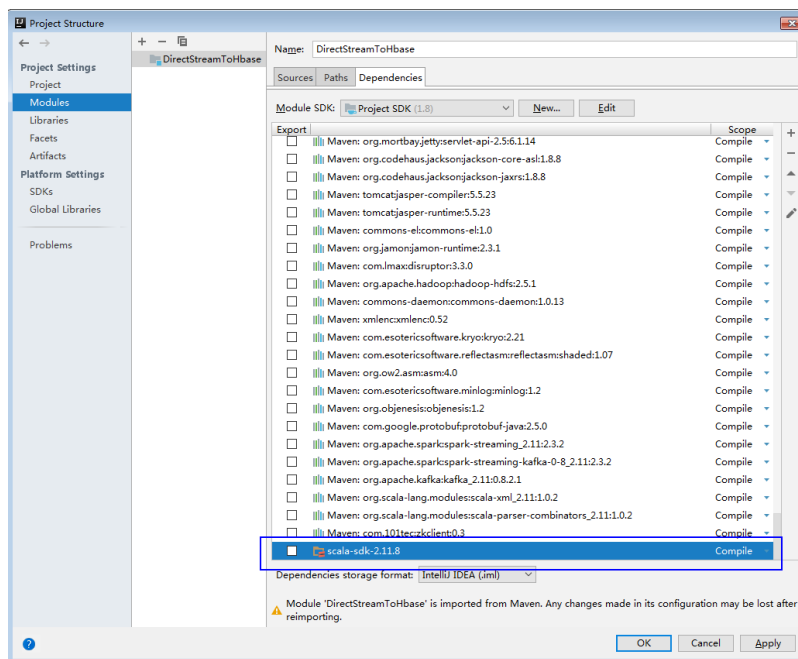 Project Structure
Project Settings
Project
Modules
Libraries
Facets
Artifacts
Platform Settings
SDKs
Global Libraries
Problems
DirectStreamToHbase
Name: DirectStreamToHbase
Sources Paths Dependencies
Module SDK: Project SDK (1.8) New... Edit
Export Scope
Maven: org.mortbay.jetty:servlet-api-2.5:6.1.14 Compile
Maven: org.codehaus.jackson:jackson-core-asl:1.8.8 Compile
Maven: org.codehaus.jackson:jackson-jaxrs:1.8.8 Compile
Maven: tomcat:jasper-compiler:5.5.23 Compile
Maven: tomcat:jasper-runtime:5.5.23 Compile
Maven: commons-el:commons-el:1.0 Compile
Maven: org.jamon:jamon-runtime:2.3.1 Compile
Maven: com.lmax:disruptor:3.3.0 Compile
Maven: org.apache.hadoop:hadoop-hdfs:2.5.1 Compile
Maven: commons-daemon:commons-daemon:1.0.13 Compile
Maven: xmlenc:xmlenc:0.52 Compile
Maven: com.esotericsoftware.kryo:kryo:2.21 Compile
Maven: com.esotericsoftware.reflectasm:reflectasm:shaded:1.07 Compile
Maven: org.ow2.asm:asm:4.0 Compile
Maven: com.esotericsoftware.minlog:minlog:1.2 Compile
Maven: org.objenesis:objenesis:1.2 Compile
Maven: com.google.protobuf:protobuf-java:2.5.0 Compile
Maven: org.apache.spark:spark-streaming_2.11:2.3.2 Compile
Maven: org.apache.spark:spark-streaming-kafka-0-8_2.11:2.3.2 Compile
Maven: org.apache.kafka:kafka_2.11:0.8.2.1 Compile
Maven: org.scala-lang.modules:scala-xml_2.11:1.0.2 Compile
Maven: org.scala-lang.modules:scala-parser-combinators_2.11:1.0.2 Compile
Maven: com.101tec:zkclient:0.3 Compile
scala-sdk-2.11.8 Compile
Dependencies storage format: IntelliJ IDEA (.iml)
Module 'DirectStreamToHbase' is imported from Maven. Any changes made in its configuration may be lost after
reimporting.
? OK Cancel Apply